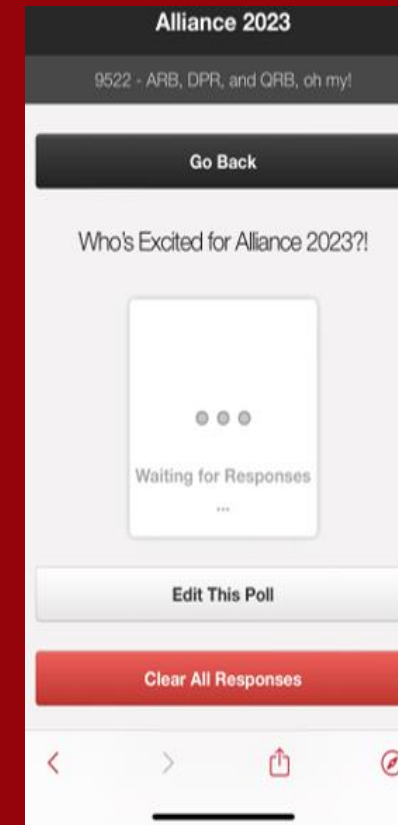 Alliance 2023
9522 - ARB, DPR, and QRB, oh my!
Go Back
Who's Excited for Alliance 2023?!
Waiting for Responses
...
Edit This Poll
Clear All Responses